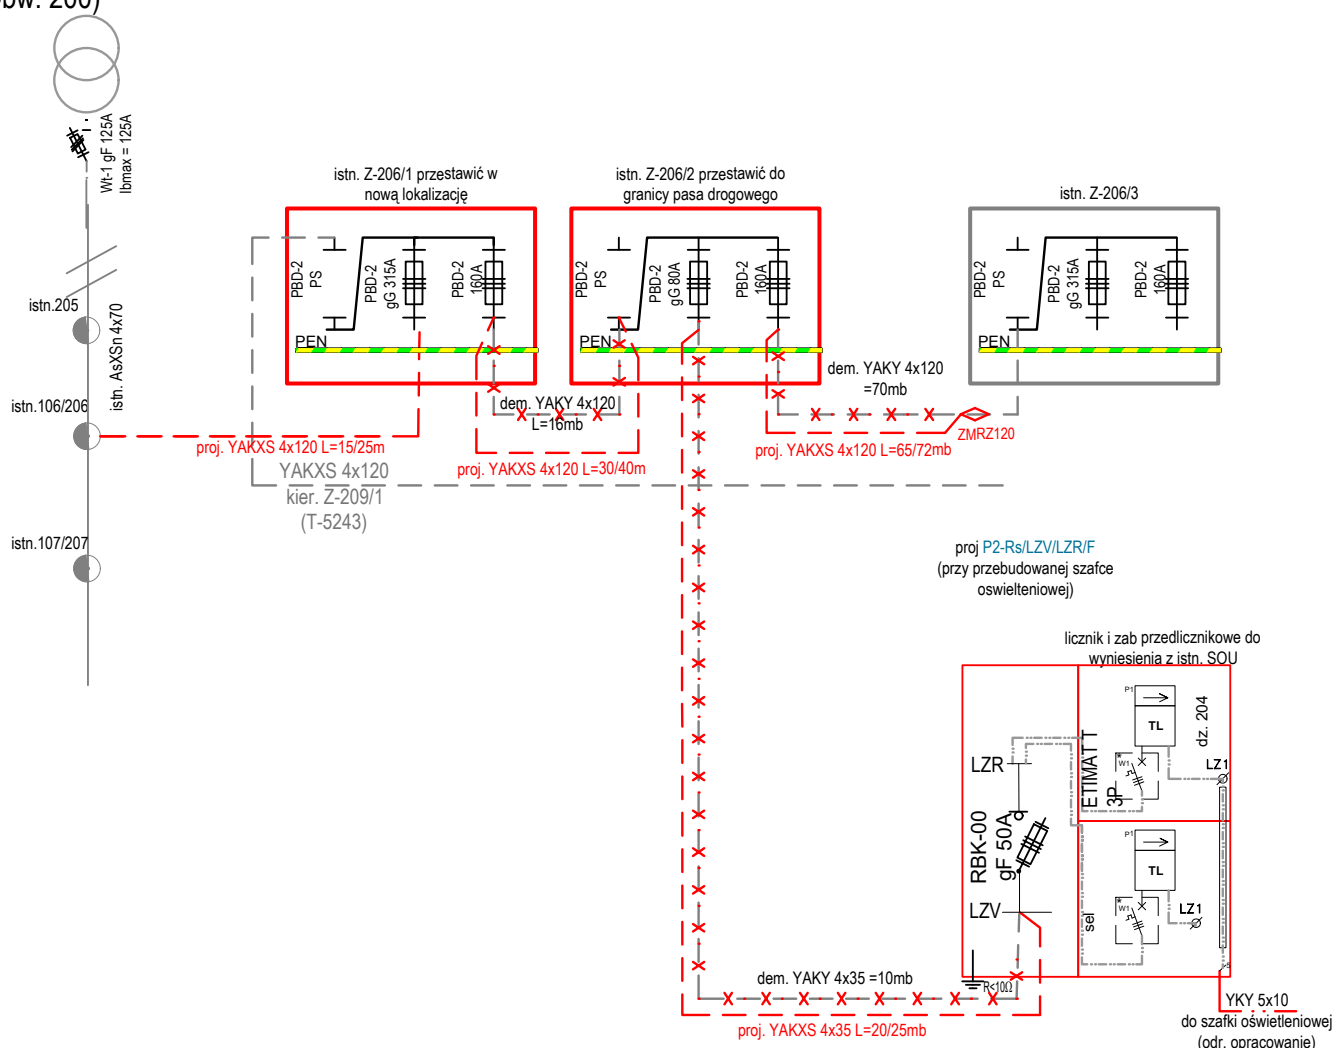 obw. 200)
Wt-1 gF 125A
Ibmax = 125A
istn. Z-206/1 przestawić w
nową lokalizację
istn. Z-206/2 przestawić do
granicy pasa drogowego
istn. Z-206/3
PBD-2
PS
PBD-2
gG 315A
PBD-2
160A
PEN
PBD-2
PS
PBD-2
gG 80A
PBD-2
160A
PEN
PBD-2
PS
PBD-2
gG 315A
PBD-2
160A
PEN
istn.205
istn. AsXSn 4x70
istn.106/206
istn.107/207
dem. YAKY 4x120
L=16mb
dem. YAKY 4x120
=70mb
ZMRZ120
proj. YAKXS 4x120 L=15/25m
proj. YAKXS 4x120 L=30/40m
proj. YAKXS 4x120 L=65/72mb
YAKXS 4x120
kier. Z-209/1
(T-5243)
proj P2-Rs/LZV/LZR/F
(przy przebudowanej szafce
oswielteniowej)
licznik i zab przedlicznikowe do
wyniesienia z istn. SOU
P1
TL
dz. 204
W1
LZ1
ETIMAT T
3P
LZR
RBK-00
gF 50A
LZV
P1
TL
W1
LZ1
sel
R<10Ω
5
dem. YAKY 4x35 =10mb
proj. YAKXS 4x35 L=20/25mb
YKY 5x10
do szafki oświetleniowej
(odr. opracowanie)